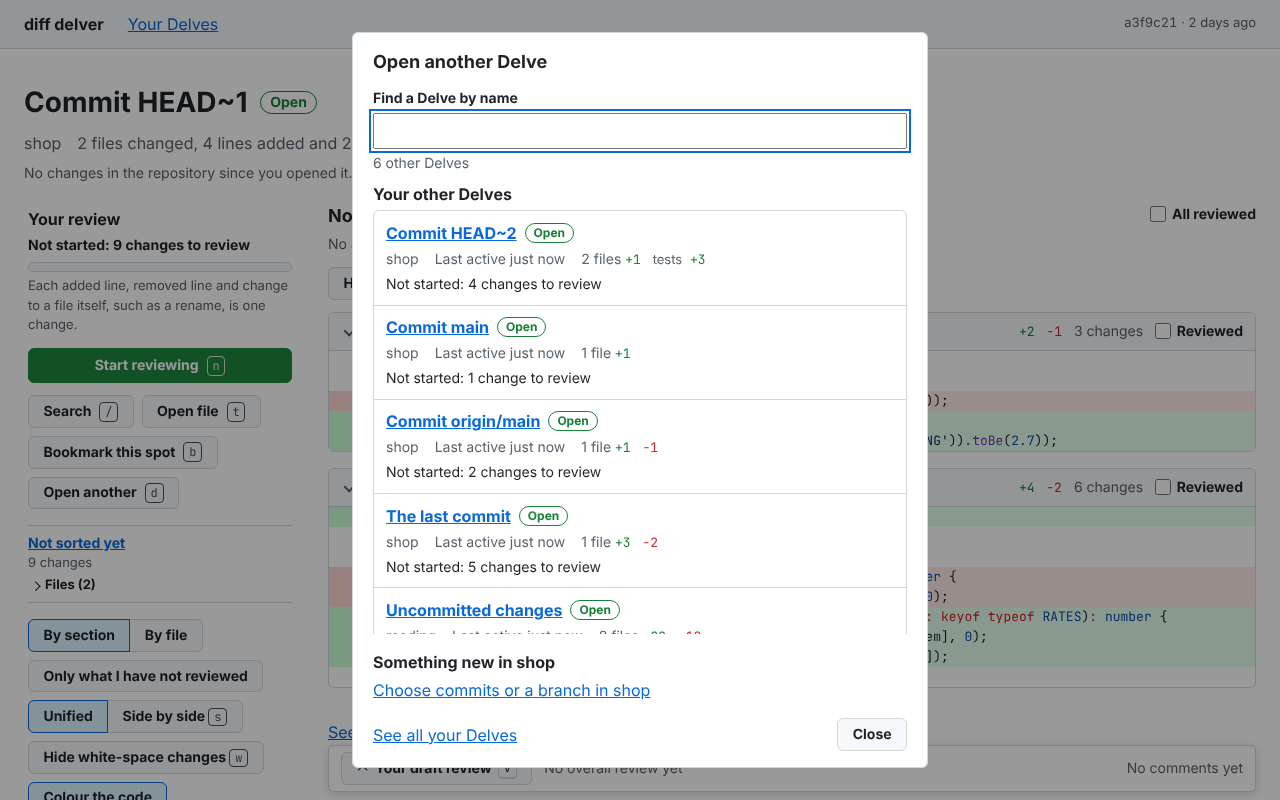 diff delver Your Delves a3f9c21 · 2 days ago
Commit HEAD~1 Open
shop 2 files changed, 4 lines added and 2
No changes in the repository since you opened it.
Your review
Not started: 9 changes to review
Each added line, removed line and change
to a file itself, such as a rename, is one
change.
Start reviewing n
Search / Open file t
Bookmark this spot b
Open another d
Not sorted yet
9 changes
Files (2)
By section By file
Only what I have not reviewed
Unified Side by side s
Hide white-space changes w
Colour the code
Open another Delve
Find a Delve by name
6 other Delves
Your other Delves
Commit HEAD~2 Open
shop Last active just now 2 files +1 tests +3
Not started: 4 changes to review
Commit main Open
shop Last active just now 1 file +1
Not started: 1 change to review
Commit origin/main Open
shop Last active just now 1 file +1 -1
Not started: 2 changes to review
The last commit Open
shop Last active just now 1 file +3 -2
Not started: 5 changes to review
Uncommitted changes Open
Something new in shop
Choose commits or a branch in shop
See all your Delves Close
All reviewed
+2 -1 3 changes Reviewed
));
NG')).toBe(2.7));
+4 -2 6 changes Reviewed
er {
0);
: keyof typeof RATES): number {
em], 0);
]);
No comments yet